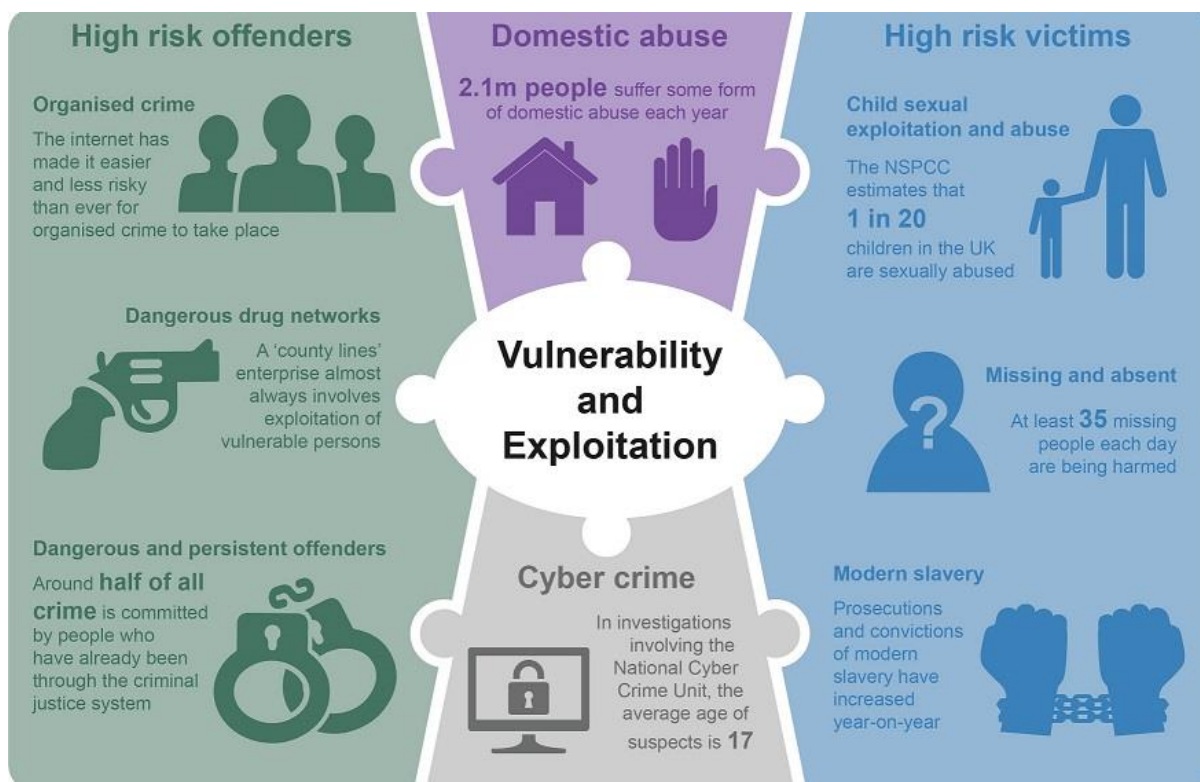 High risk offenders
Organised crime
The internet has
made it easier
and less risky
than ever for
organised crime to take place
Dangerous drug networks
A ‘county lines’
enterprise almost
always involves
exploitation of
vulnerable persons
Dangerous and persistent offenders
Around half of all
crime is committed
by people who
have already been
through the criminal
justice system
Domestic abuse
2.1m people suffer some form
of domestic abuse each year
Vulnerability
and
Exploitation
Cyber crime
In investigations
involving the
National Cyber
Crime Unit, the
average age of
suspects is 17
High risk victims
Child sexual
exploitation and abuse
The NSPCC
estimates that
1 in 20
children in the UK
are sexually abused
?
Missing and absent
At least 35 missing
people each day
are being harmed
Modern slavery
Prosecutions
and convictions
of modern
slavery have
increased
year-on-year